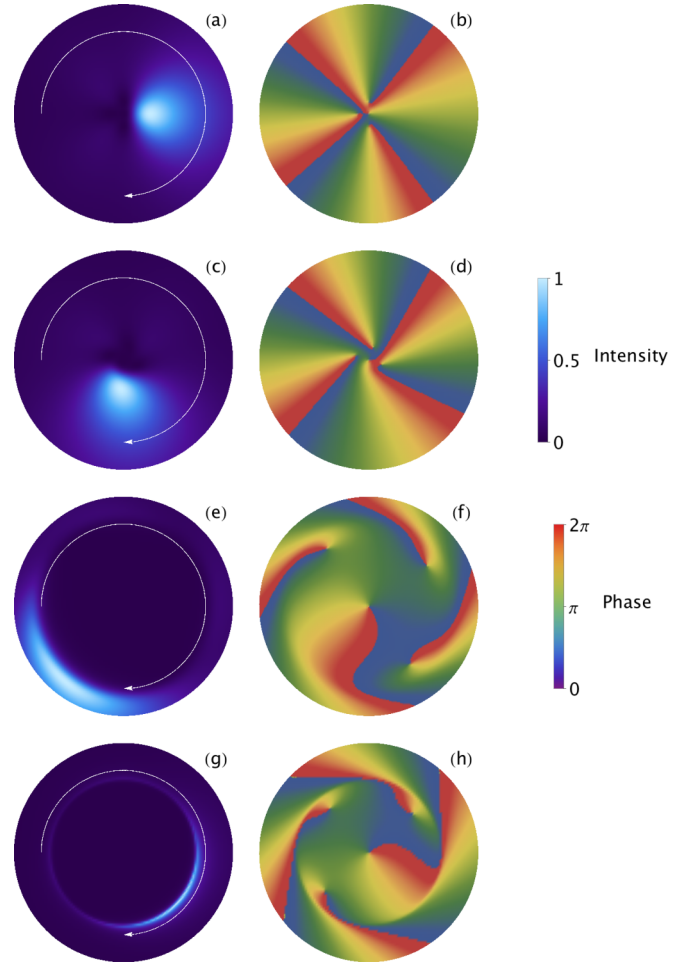 (a) (b)
(c) (d)
1
0.5 Intensity
0
(e) (f)
2π
π Phase
0
(g) (h)